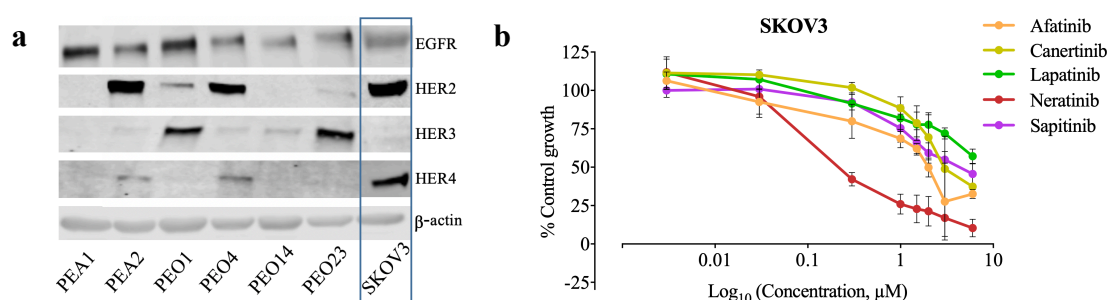 a
EGFR
HER2
HER3
HER4
β-actin
PEA1
PEA2
PEO1
PEO4
PEO14
PEO23
SKOV3
b
SKOV3
Afatinib
Canertinib
Lapatinib
Neratinib
Sapitinib
% Control growth
125
100
75
50
25
0
-25
0.01
0.1
1
10
Log10 (Concentration, µM)